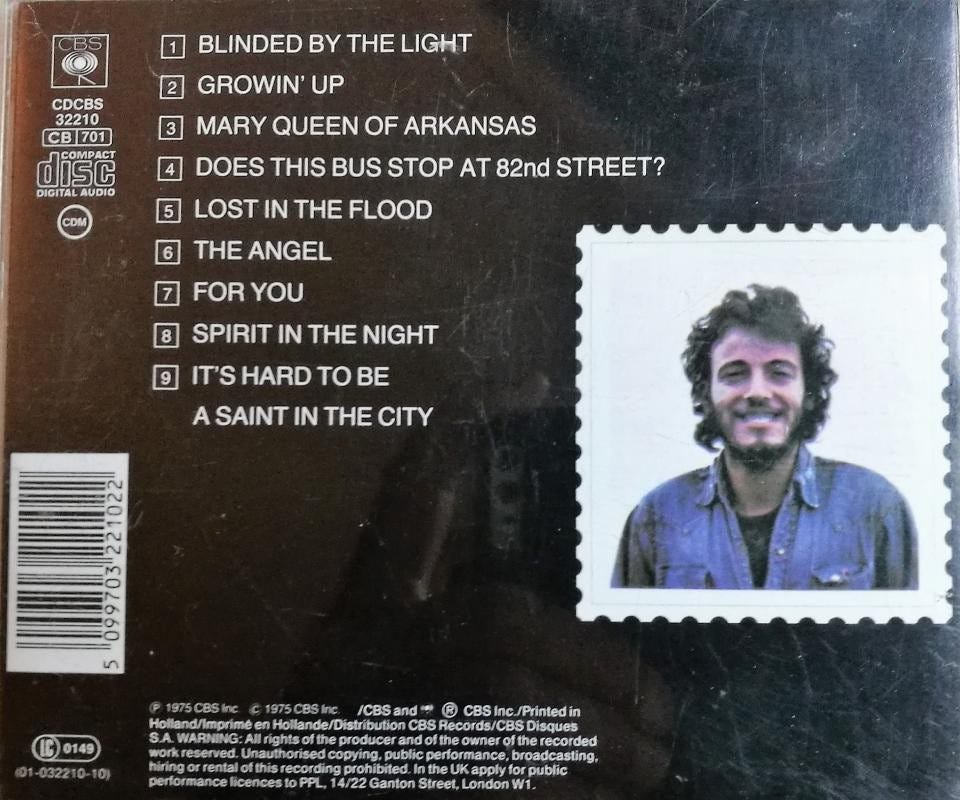 CBS
CDCBS
32210
CB 701
COMPACT
disc
DIGITAL AUDIO
CDM
1 BLINDED BY THE LIGHT
2 GROWIN' UP
3 MARY QUEEN OF ARKANSAS
4 DOES THIS BUS STOP AT 82nd STREET?
5 LOST IN THE FLOOD
6 THE ANGEL
7 FOR YOU
8 SPIRIT IN THE NIGHT
9 IT'S HARD TO BE
A SAINT IN THE CITY
5 099703 221022
LC 0149
(01-032210-10)
℗ 1975 CBS Inc. © 1975 CBS Inc. /CBS and ® CBS Inc./Printed in
Holland/Imprimé en Hollande/Distribution CBS Records/CBS Disques
S.A. WARNING: All rights of the producer and of the owner of the recorded
work reserved. Unauthorised copying, public performance, broadcasting,
hiring or rental of this recording prohibited. In the UK apply for public
performance licences to PPL, 14/22 Ganton Street, London W1.